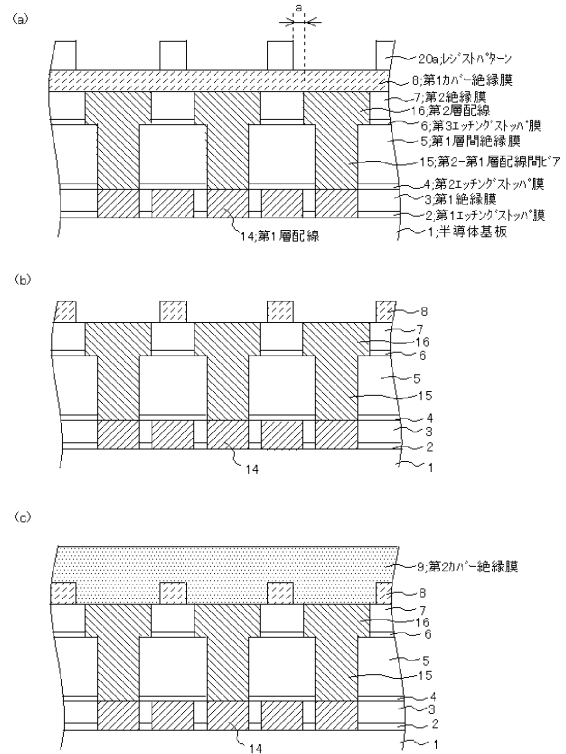 (a)
a
20a;レジストパターン
8;第1カバー絶縁膜
7;第2絶縁膜
16;第2層配線
6;第3エッチングストッパ膜
5;第1層間絶縁膜
15;第2-第1層配線間ビア
4;第2エッチングストッパ膜
3;第1絶縁膜
2;第1エッチングストッパ膜
14;第1層配線
1;半導体基板
(b)
8
7
16
6
5
15
4
3
2
14
1
(c)
9;第2カバー絶縁膜
8
7
16
6
5
15
4
3
2
14
1